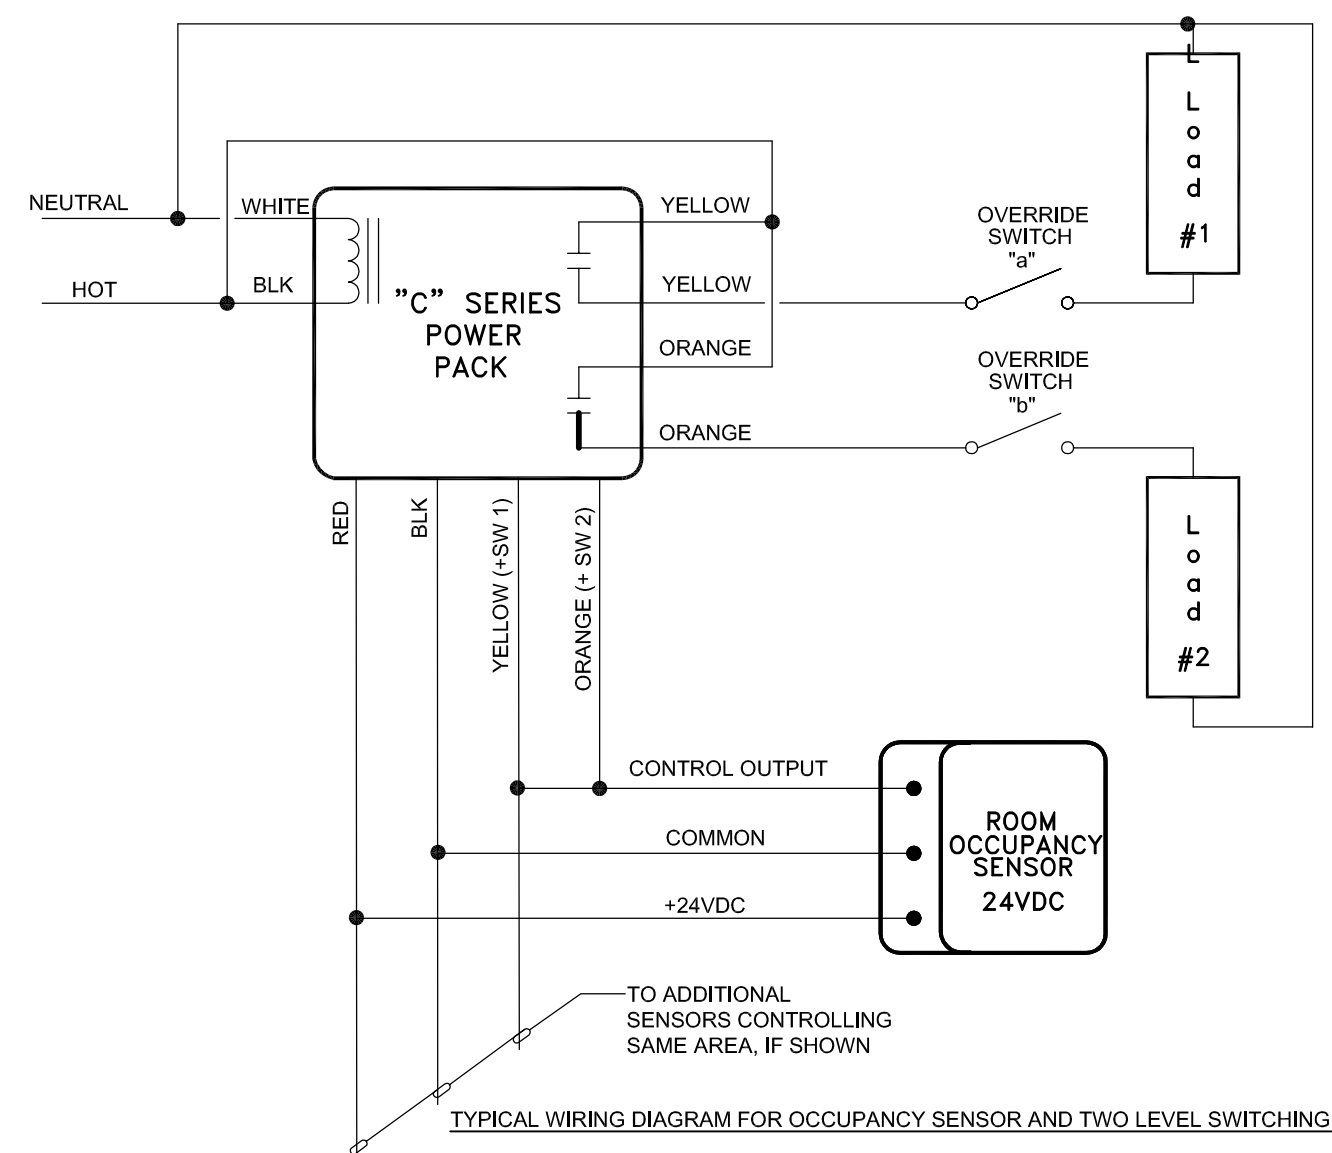 L
L
o
a
d
#1
NEUTRAL
WHITE
YELLOW
OVERRIDE
SWITCH
"a"
HOT
BLK
YELLOW
"C" SERIES
POWER
PACK
ORANGE
OVERRIDE
SWITCH
"b"
ORANGE
RED
BLK
YELLOW (+SW 1)
ORANGE (+ SW 2)
L
o
a
d
#2
CONTROL OUTPUT
COMMON
+24VDC
ROOM
OCCUPANCY
SENSOR
24VDC
TO ADDITIONAL
SENSORS CONTROLLING
SAME AREA, IF SHOWN
TYPICAL WIRING DIAGRAM FOR OCCUPANCY SENSOR AND TWO LEVEL SWITCHING